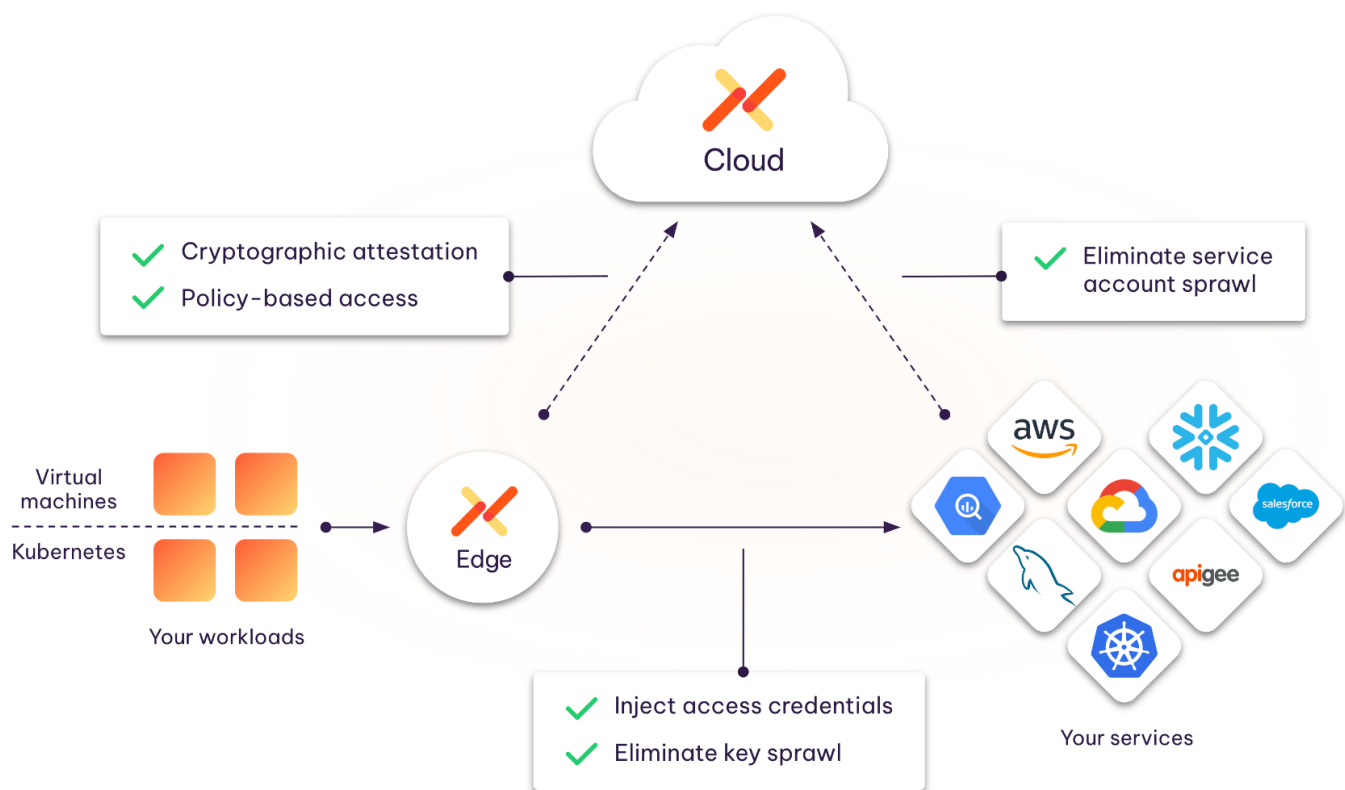 Cloud
Cryptographic attestation
Policy-based access
Eliminate service
account sprawl
Virtual
machines
Kubernetes
Your workloads
Edge
aws
salesforce
apigee
Inject access credentials
Eliminate key sprawl
Your services